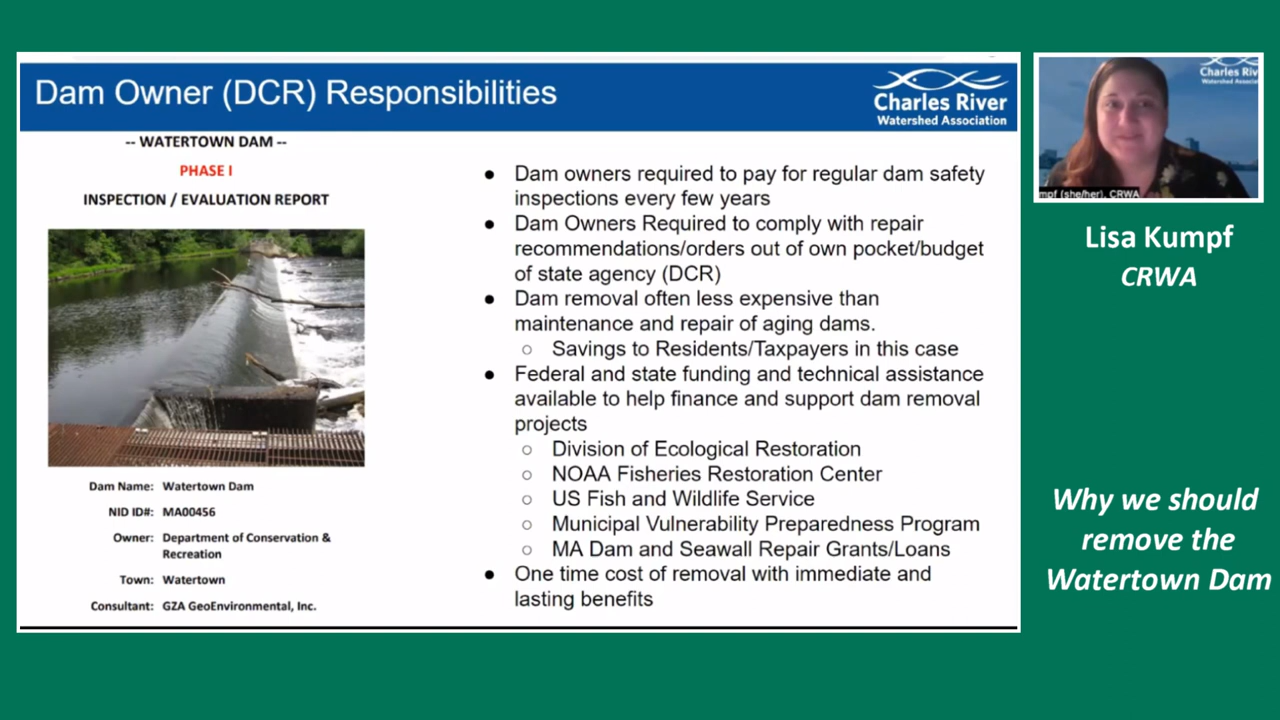 Dam Owner (DCR) Responsibilities
Charles River
Watershed Association
-- WATERTOWN DAM --
PHASE I
INSPECTION / EVALUATION REPORT
Dam Name: Watertown Dam
NID ID#: MA00456
Owner: Department of Conservation &
Recreation
Town: Watertown
Consultant: GZA GeoEnvironmental, Inc.
● Dam owners required to pay for regular dam safety
inspections every few years
● Dam Owners Required to comply with repair
recommendations/orders out of own pocket/budget
of state agency (DCR)
● Dam removal often less expensive than
maintenance and repair of aging dams.
○ Savings to Residents/Taxpayers in this case
● Federal and state funding and technical assistance
available to help finance and support dam removal
projects
○ Division of Ecological Restoration
○ NOAA Fisheries Restoration Center
○ US Fish and Wildlife Service
○ Municipal Vulnerability Preparedness Program
○ MA Dam and Seawall Repair Grants/Loans
● One time cost of removal with immediate and
lasting benefits
Charles Riv
Watershed Associa
mpf (she/her), CRWA
Lisa Kumpf
CRWA
Why we should
remove the
Watertown Dam